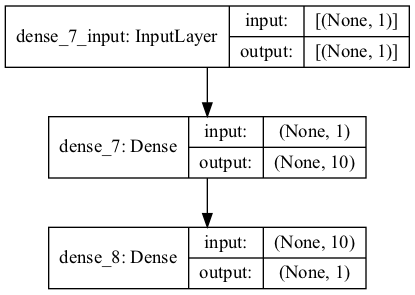 dense_7_input: InputLayer
input: [(None, 1)]
output: [(None, 1)]
dense_7: Dense
input: (None, 1)
output: (None, 10)
dense_8: Dense
input: (None, 10)
output: (None, 1)